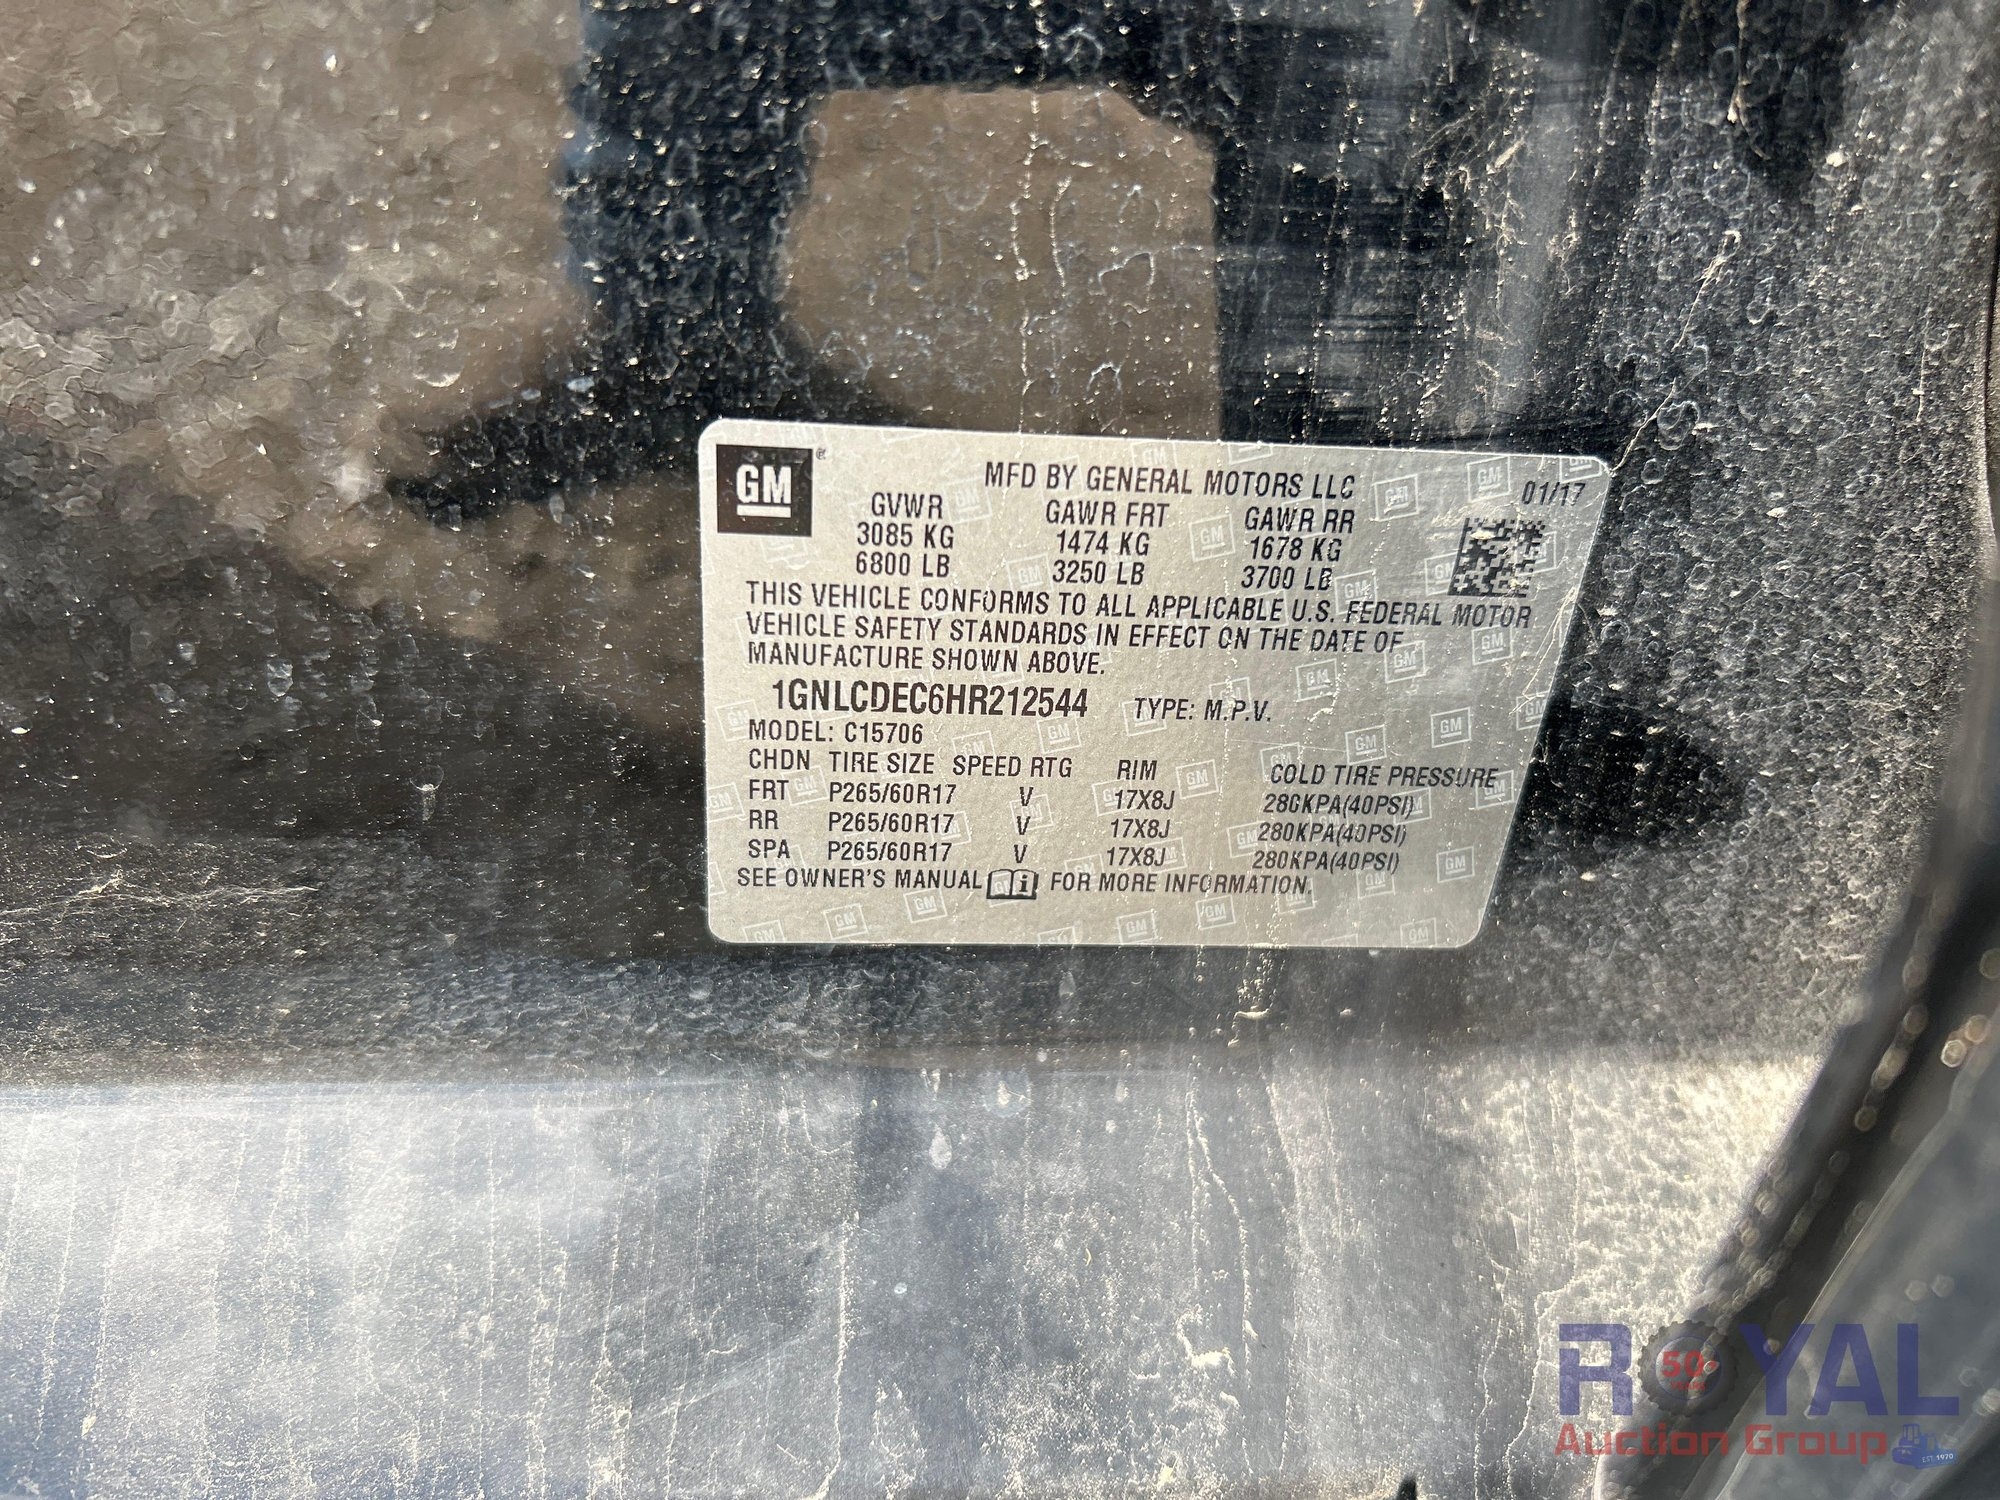 GM
MFD BY GENERAL MOTORS LLC 01/17
GVWR GAWR FRT GAWR RR
3085 KG 1474 KG 1678 KG
6800 LB 3250 LB 3700 LB
THIS VEHICLE CONFORMS TO ALL APPLICABLE U.S. FEDERAL MOTOR
VEHICLE SAFETY STANDARDS IN EFFECT ON THE DATE OF
MANUFACTURE SHOWN ABOVE.
1GNLCDEC6HR212544 TYPE: M.P.V.
MODEL: C15706
CHDN TIRE SIZE SPEED RTG RIM COLD TIRE PRESSURE
FRT P265/60R17 V 17X8J 280KPA(40PSI)
RR P265/60R17 V 17X8J 280KPA(40PSI)
SPA P265/60R17 V 17X8J 280KPA(40PSI)
SEE OWNER'S MANUAL i FOR MORE INFORMATION.
ROYAL
50
Auction Group
EST 1970